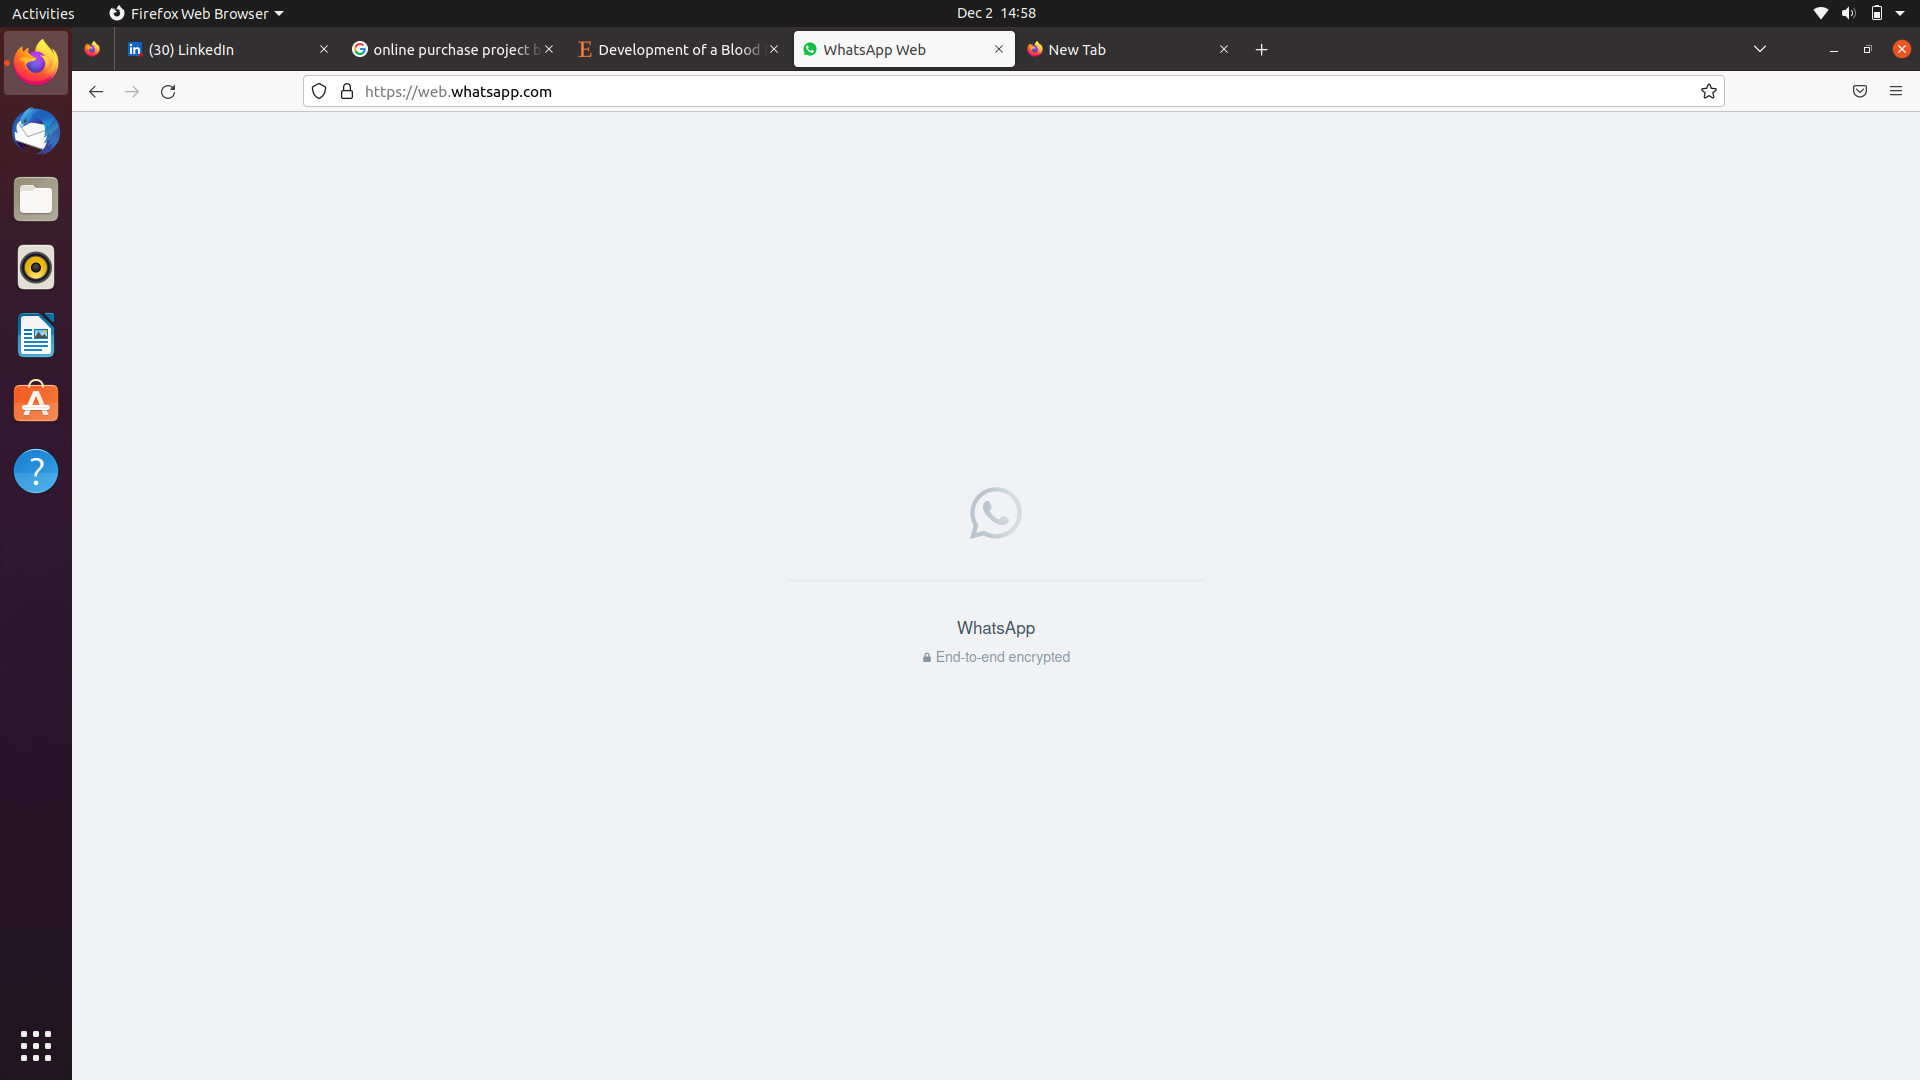 Activities
Firefox Web Browser
Dec 2 14:58
(30) LinkedIn
online purchase project b
Development of a Blood
WhatsApp Web
New Tab
https://web.whatsapp.com
WhatsApp
End-to-end encrypted